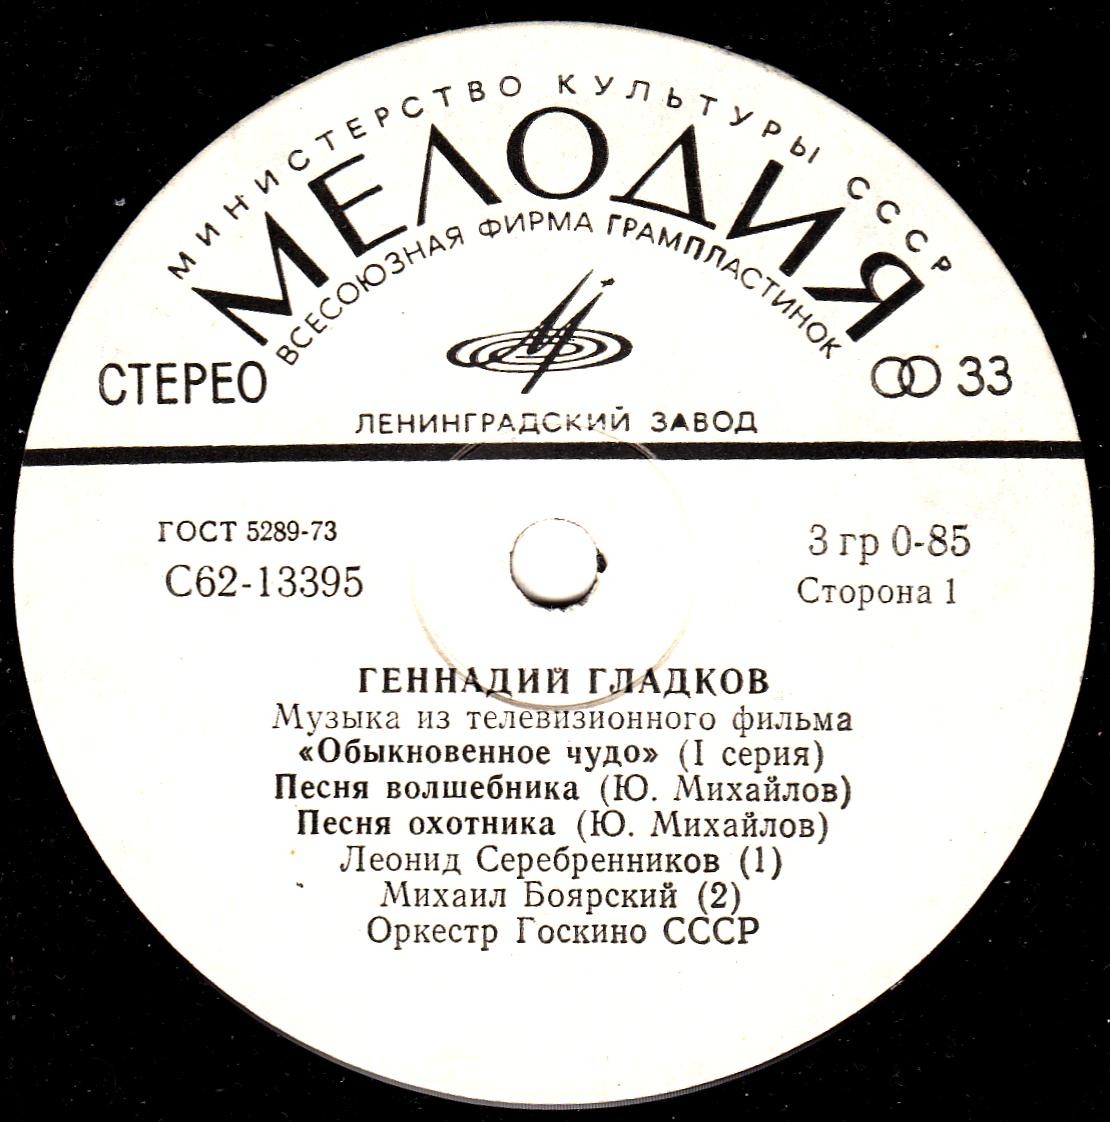 МИНИСТЕРСТВО КУЛЬТУРЫ СССР
МЕЛОДИЯ
ВСЕСОЮЗНАЯ ФИРМА ГРАМПЛАСТИНОК
СТЕРЕО
33
ЛЕНИНГРАДСКИЙ ЗАВОД
ГОСТ 5289-73
С62-13395
3 гр 0-85
Сторона 1
ГЕННАДИЙ ГЛАДКОВ
Музыка из телевизионного фильма
«Обыкновенное чудо» (I серия)
Песня волшебника (Ю. Михайлов)
Песня охотника (Ю. Михайлов)
Леонид Серебренников (1)
Михаил Боярский (2)
Оркестр Госкино СССР